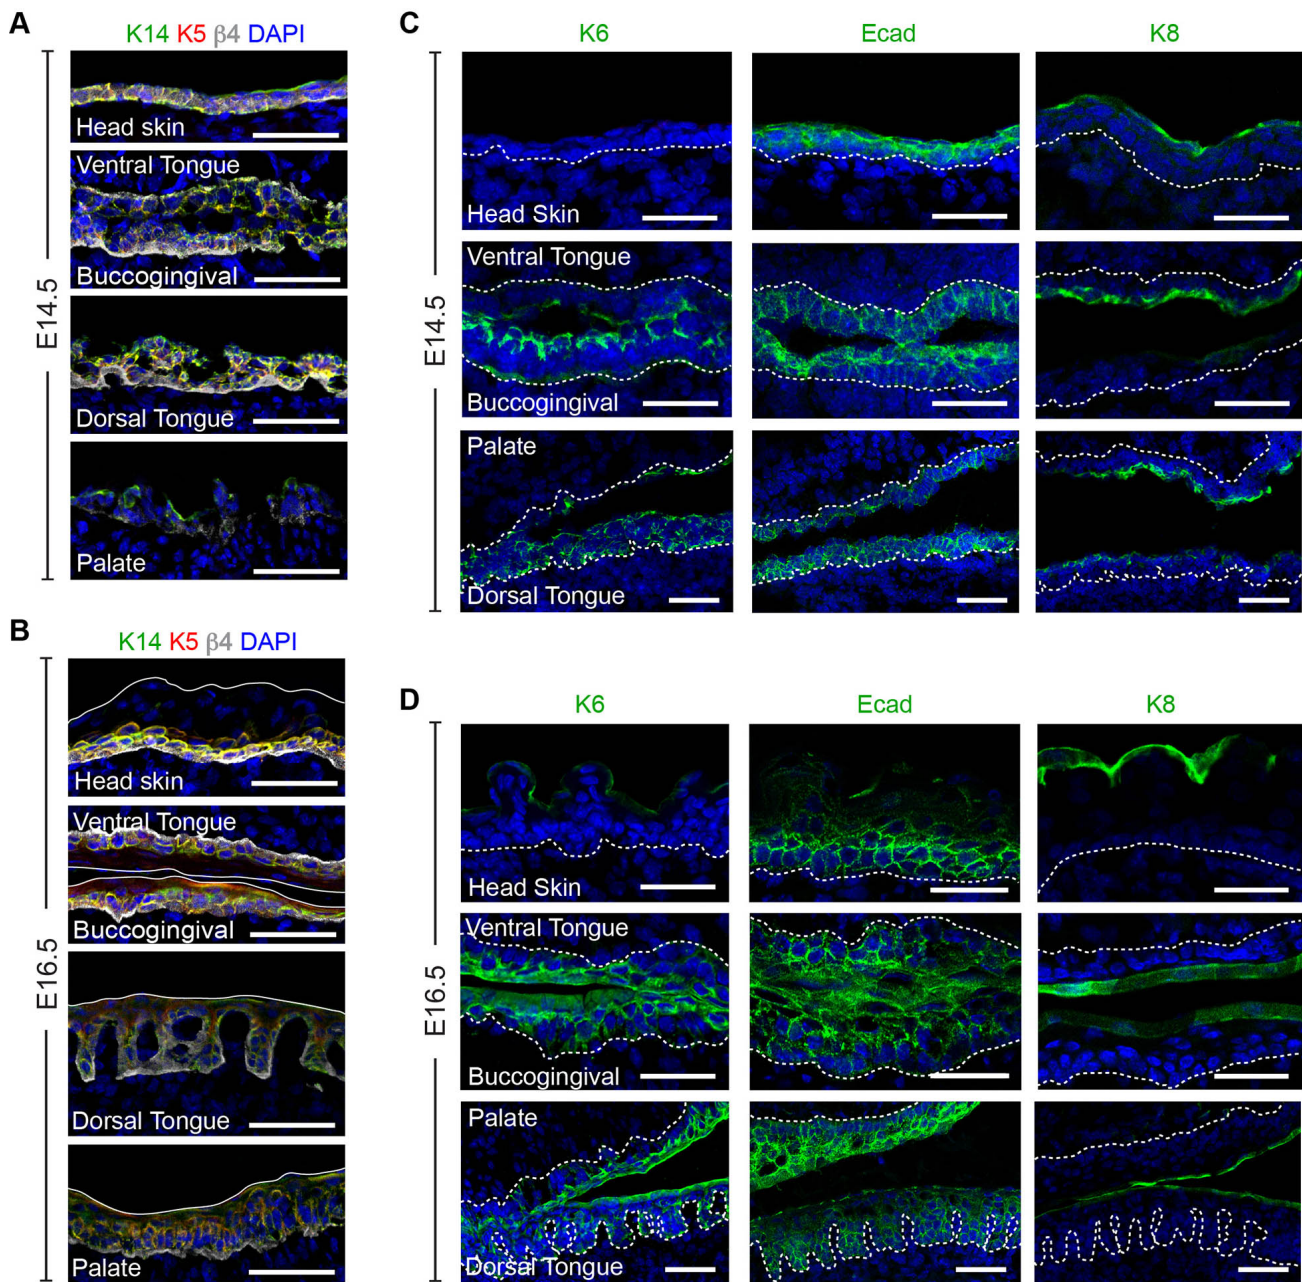 A
K14 K5 β4 DAPI
E14.5
Head skin
Ventral Tongue
Buccogingival
Dorsal Tongue
Palate
B
K14 K5 β4 DAPI
E16.5
Head skin
Ventral Tongue
Buccogingival
Dorsal Tongue
Palate
C
K6 Ecad K8
E14.5
Head Skin
Ventral Tongue
Buccogingival
Palate
Dorsal Tongue
D
K6 Ecad K8
E16.5
Head Skin
Ventral Tongue
Buccogingival
Palate
Dorsal Tongue